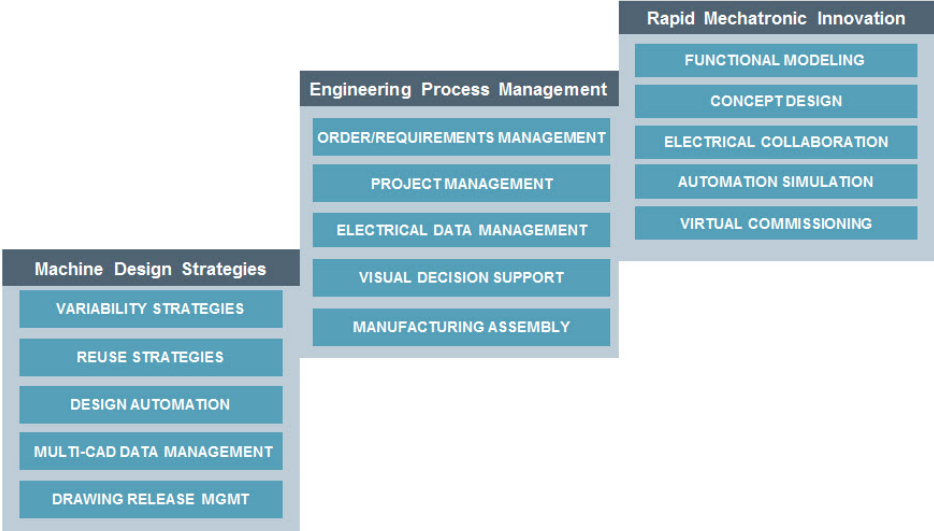 Rapid Mechatronic Innovation
FUNCTIONAL MODELING
CONCEPT DESIGN
ELECTRICAL COLLABORATION
AUTOMATION SIMULATION
VIRTUAL COMMISSIONING
Engineering Process Management
ORDER/REQUIREMENTS MANAGEMENT
PROJECT MANAGEMENT
ELECTRICAL DATA MANAGEMENT
VISUAL DECISION SUPPORT
MANUFACTURING ASSEMBLY
Machine Design Strategies
VARIABILITY STRATEGIES
REUSE STRATEGIES
DESIGN AUTOMATION
MULTI-CAD DATA MANAGEMENT
DRAWING RELEASE MGMT